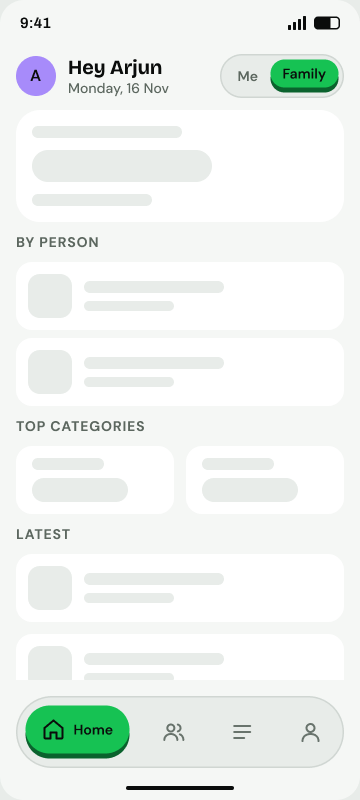 9:41
A
Hey Arjun
Monday, 16 Nov
Me
Family
BY PERSON
TOP CATEGORIES
LATEST
Home